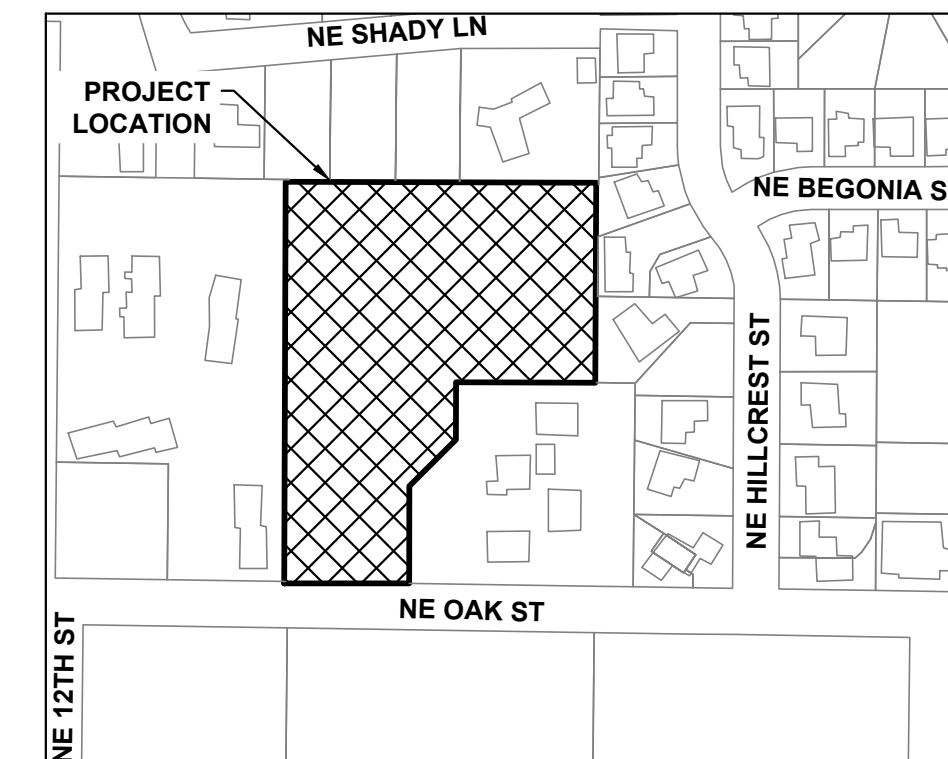 NE SHADY LN
PROJECT
LOCATION
NE BEGONIA S
NE HILLCREST ST
NE OAK ST
NE 12TH ST